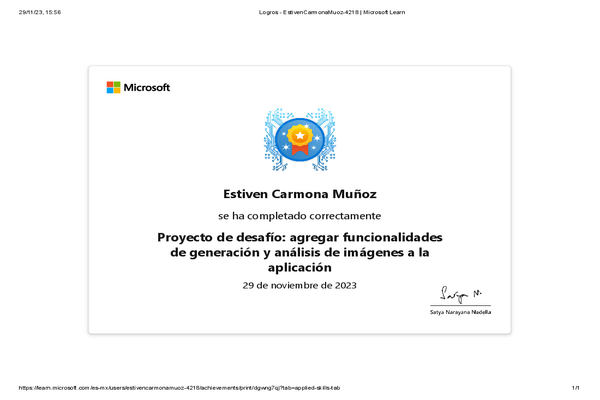 29/11/23, 15:56
Logros - EstivenCarmonaMuoz-4218 | Microsoft Learn
Microsoft
Estiven Carmona Muñoz
se ha completado correctamente
Proyecto de desafío: agregar funcionalidades
de generación y análisis de imágenes a la
aplicación
29 de noviembre de 2023
Satya N.
Satya Narayana Nadella
https://learn.microsoft.com/es-mx/users/estivencarmonamuoz-4218/achievements/print/dgwng7qj?tab=applied-skills-tab
1/1